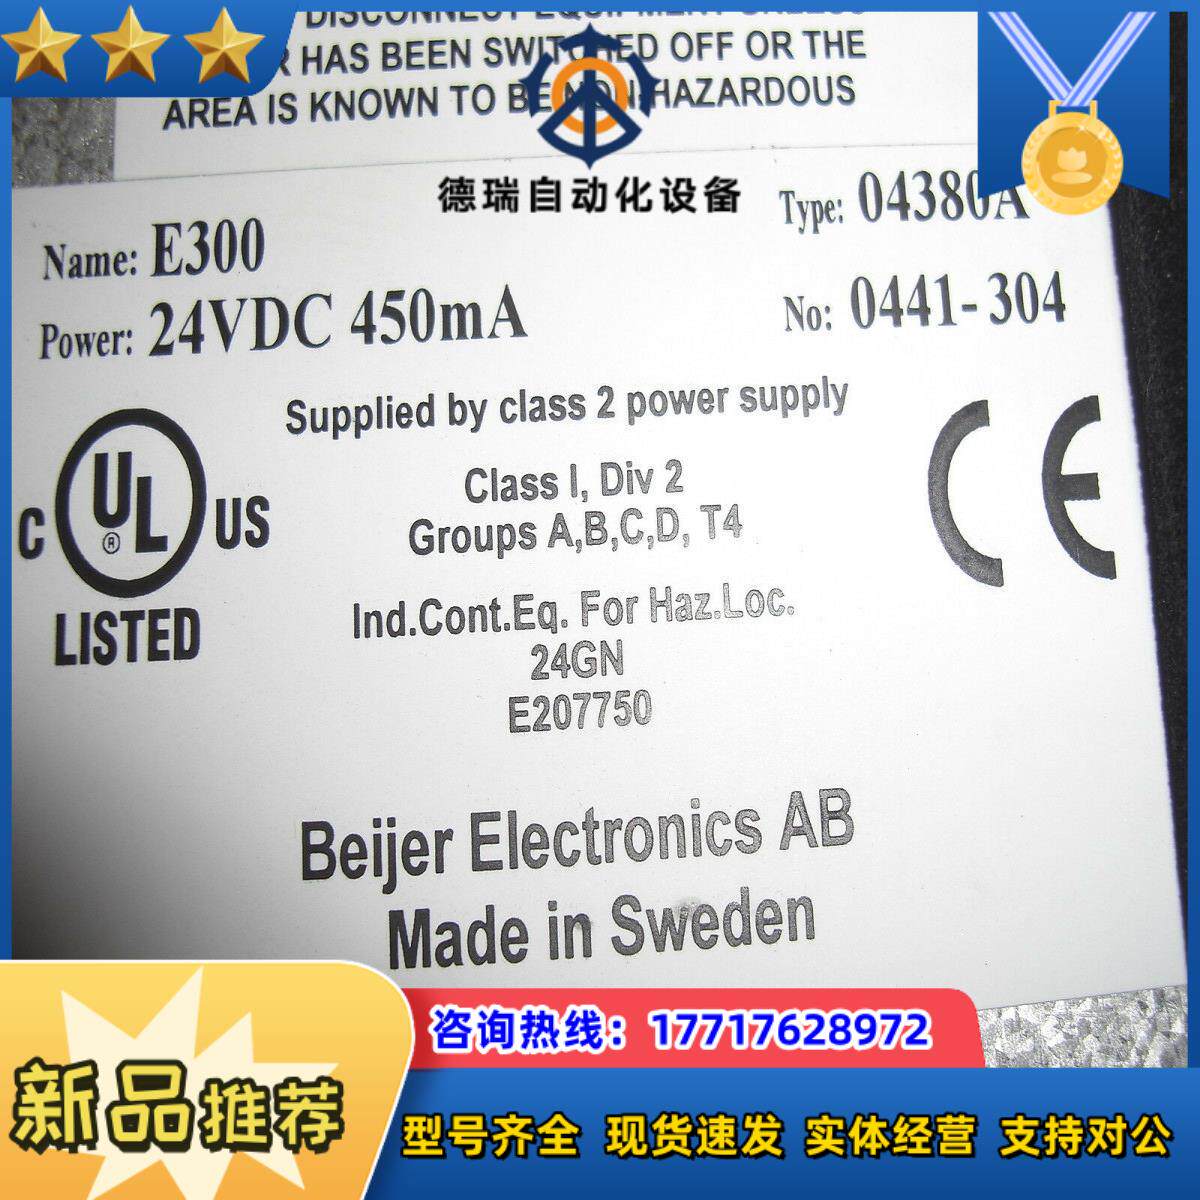 DISCONNECT EQUIPMENT UNLESS
HAS BEEN SWITCHED OFF OR THE
AREA IS KNOWN TO BE NON-HAZARDOUS
德瑞自动化设备
Name: E300
Type: 04380A
Power: 24VDC 450mA
No: 0441-304
Supplied by class 2 power supply
Class I, Div 2
Groups A,B,C,D, T4
C UL ® US
LISTED
CE
Ind.Cont.Eq. For Haz.Loc.
24GN
E207750
Beijer Electronics AB
Made in Sweden
咨询热线：17717628972
新品推荐
型号齐全 现货速发 实体经营 支持对公